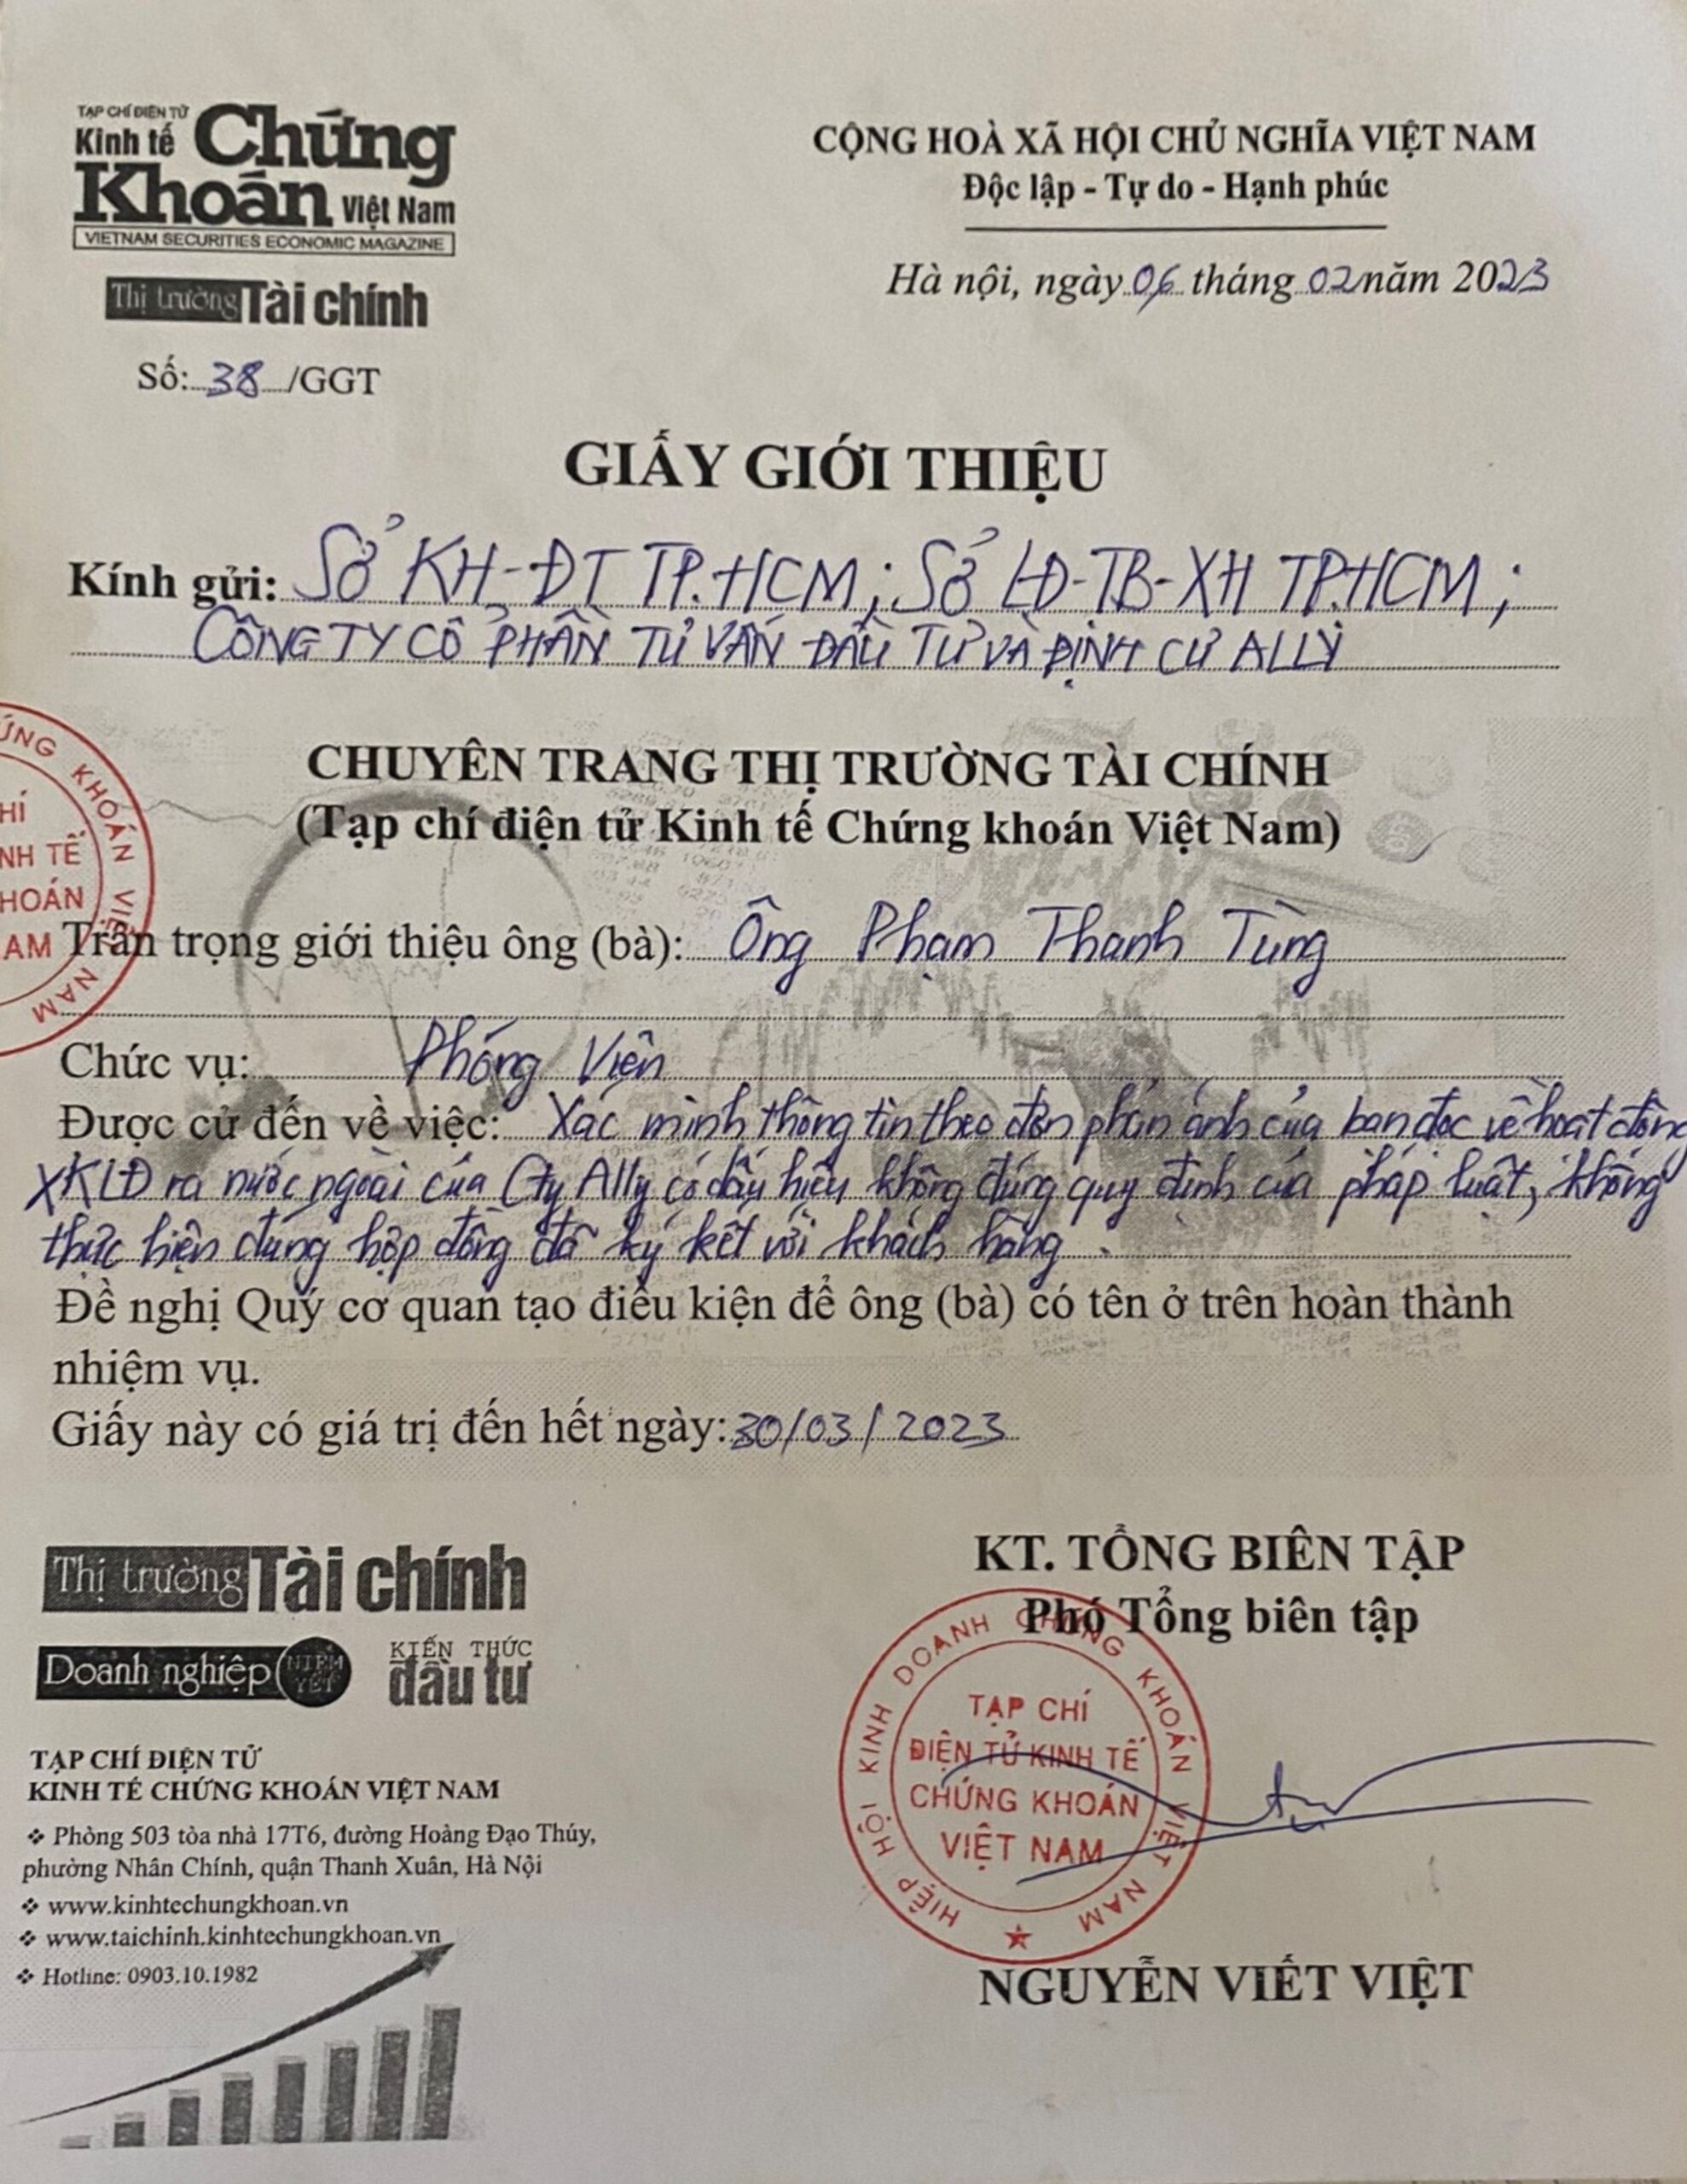 TẠP CHÍ ĐIỆN TỬ
Kinh tế Chứng
Khoán Việt Nam
VIETNAM SECURITIES ECONOMIC MAGAZINE
Thị trường Tài chính
Số: 38 /GGT
CỘNG HOÀ XÃ HỘI CHỦ NGHĨA VIỆT NAM
Độc lập - Tự do - Hạnh phúc
Hà nội, ngày 06 tháng 02 năm 2023
GIẤY GIỚI THIỆU
Kính gửi: Sở KH-ĐT TP.HCM; Sở LĐ-TB-XH TP.HCM;
CÔNG TY CỔ PHẦN TƯ VẤN ĐẦU TƯ VÀ ĐỊNH CƯ ALLY
CHUYÊN TRANG THỊ TRƯỜNG TÀI CHÍNH
(Tạp chí điện tử Kinh tế Chứng khoán Việt Nam)
Trân trọng giới thiệu ông (bà): Ông Phạm Thanh Tùng
Chức vụ: Phóng Viên
Được cử đến về việc: Xác minh thông tin theo đơn phản ánh của bạn đọc về hoạt động
XKLĐ ra nước ngoài của Cty Ally có dấu hiệu không đúng quy định của pháp luật, không
thực hiện đúng hợp đồng đã ký kết với khách hàng.
Đề nghị Quý cơ quan tạo điều kiện để ông (bà) có tên ở trên hoàn thành
nhiệm vụ.
Giấy này có giá trị đến hết ngày: 30/03/2023
KT. TỔNG BIÊN TẬP
Phó Tổng biên tập
HIỆP HỘI KINH DOANH CHỨNG KHOÁN VIỆT NAM
TẠP CHÍ
ĐIỆN TỬ KINH TẾ
CHỨNG KHOÁN
VIỆT NAM
NGUYỄN VIẾT VIỆT
Thị trường Tài chính
Doanh nghiệp NIÊM YẾT
KIẾN THỨC
đầu tư
TẠP CHÍ ĐIỆN TỬ
KINH TẾ CHỨNG KHOÁN VIỆT NAM
❖ Phòng 503 tòa nhà 17T6, đường Hoàng Đạo Thúy,
phường Nhân Chính, quận Thanh Xuân, Hà Nội
❖ www.kinhtechungkhoan.vn
❖ www.taichinh.kinhtechungkhoan.vn
❖ Hotline: 0903.10.1982